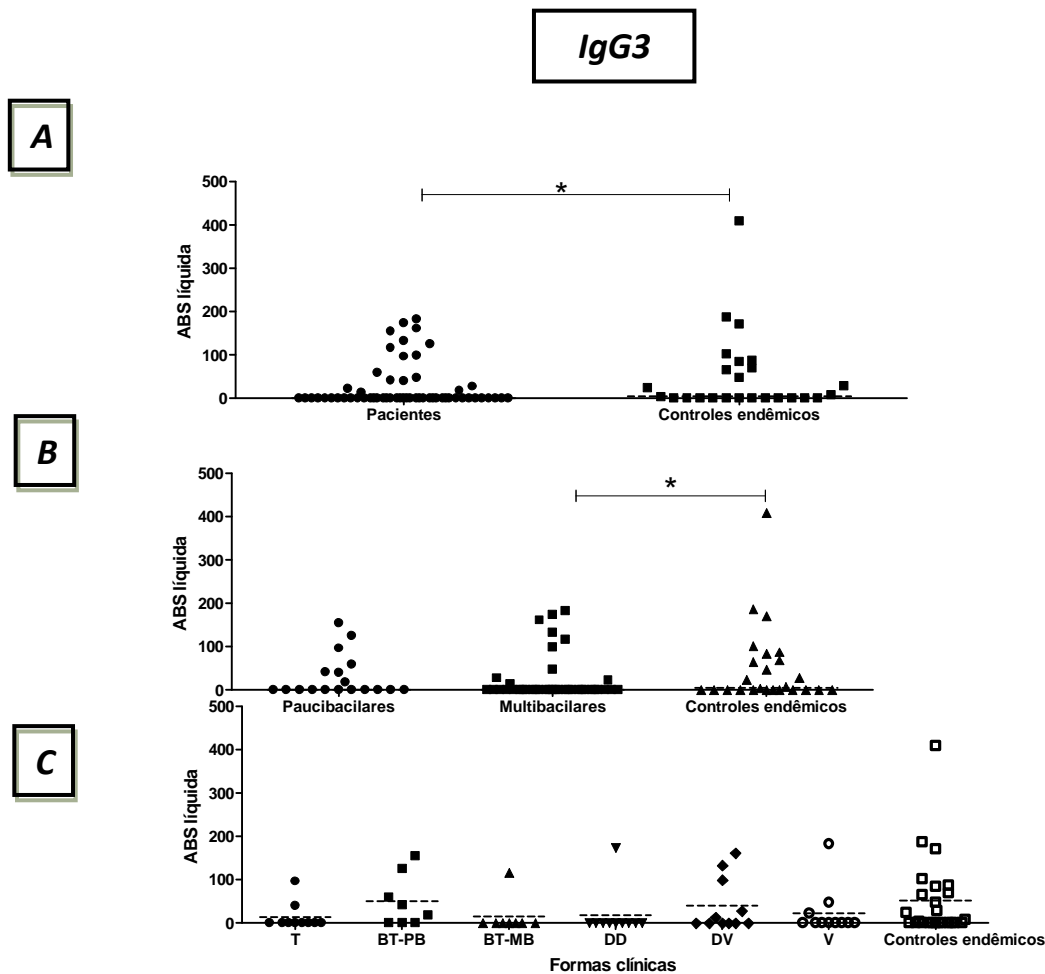 IgG3
A
500
400
300
200
100
0
ABS líquida
*
Pacientes
Controles endêmicos
B
500
400
300
200
100
0
ABS líquida
*
Paucibacilares
Multibacilares
Controles endêmicos
C
500
400
300
200
100
0
ABS líquida
T
BT-PB
BT-MB
DD
DV
V
Controles endêmicos
Formas clínicas